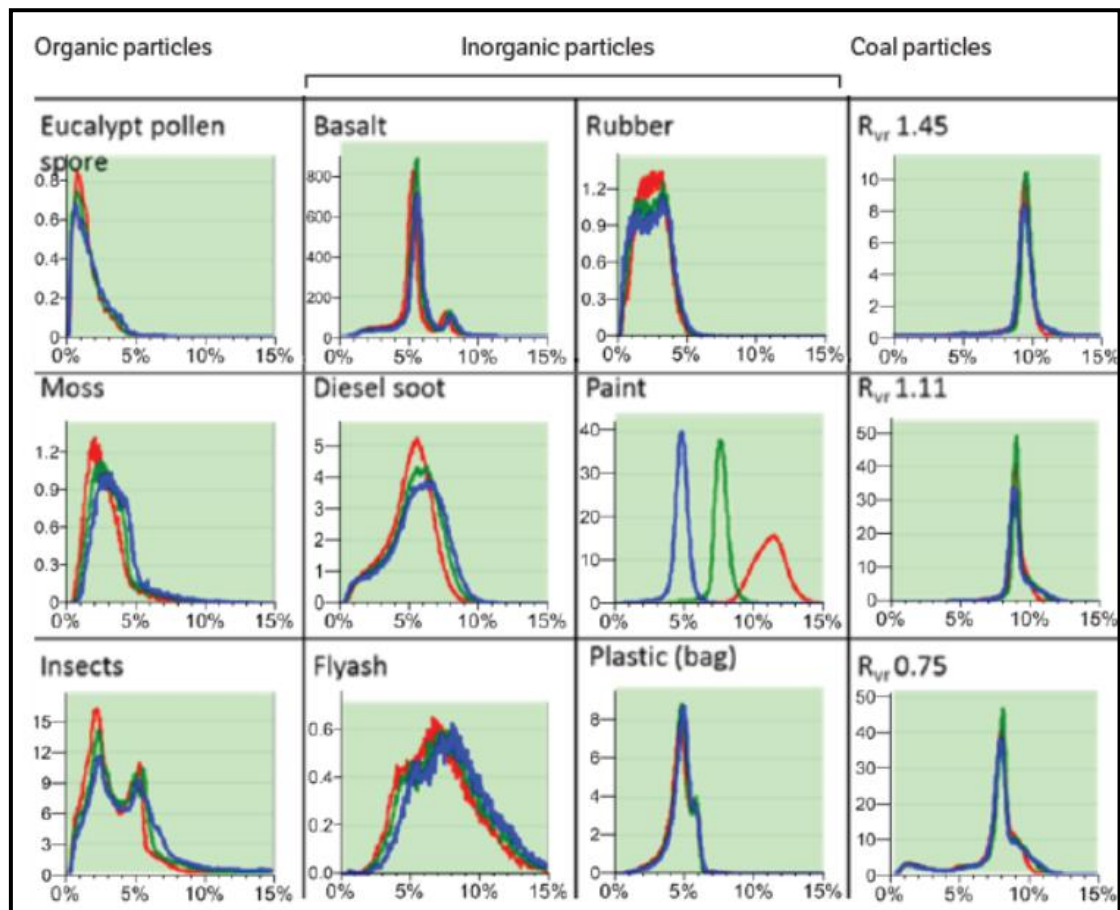 Organic particles
Inorganic particles
Coal particles
Eucalypt pollen
spore
0.8
0.6
0.4
0.2
0
0% 5% 10% 15%
Basalt
800
600
400
200
0
0% 5% 10% 15%
Rubber
1.2
0.9
0.6
0.3
0
0% 5% 10% 15%
Rvr 1.45
10
8
6
4
2
0
0% 5% 10% 15%
Moss
1.2
0.9
0.6
0.3
0
0% 5% 10% 15%
Diesel soot
5
4
3
2
1
0
0% 5% 10% 15%
Paint
40
30
20
10
0
0% 5% 10% 15%
Rvr 1.11
50
40
30
20
10
0
0% 5% 10% 15%
Insects
15
12
9
6
3
0
0% 5% 10% 15%
Flyash
0.6
0.4
0.2
0.0
0% 5% 10% 15%
Plastic (bag)
8
6
4
2
0
0% 5% 10% 15%
Rvr 0.75
50
40
30
20
10
0
0% 5% 10% 15%